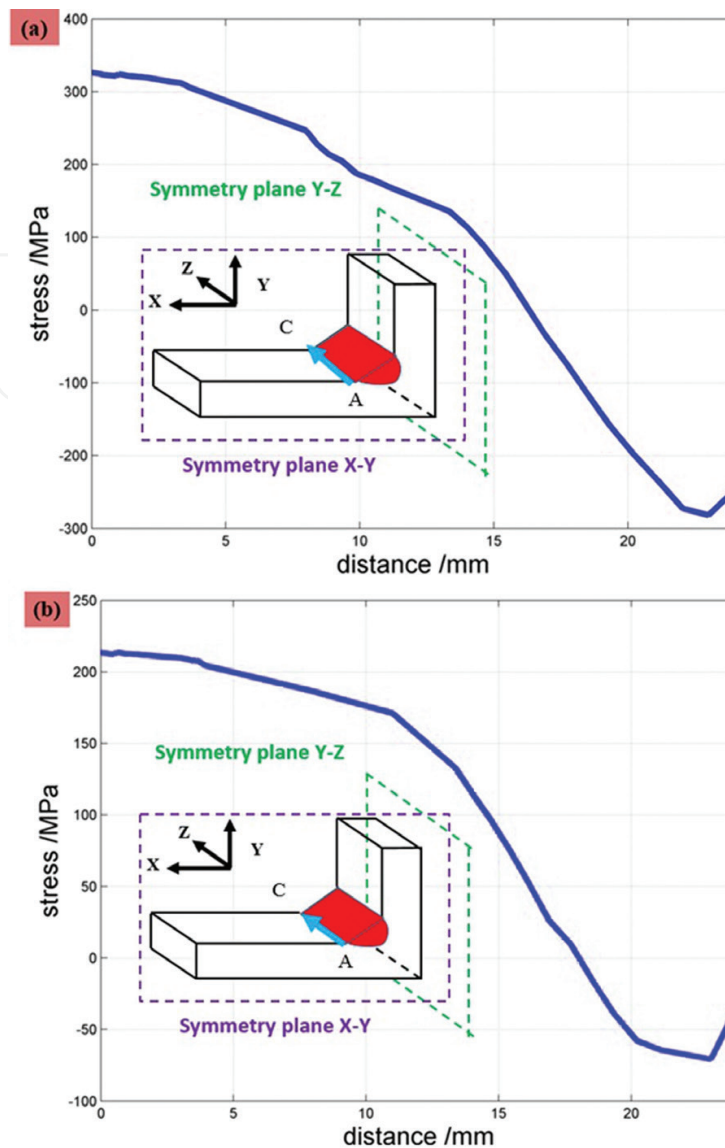 (a)
400
300
200
100
0
-100
-200
-300
stress /MPa
Symmetry plane Y-Z
Z
Y
X
C
A
Symmetry plane X-Y
0
5
10
15
20
distance /mm
(b)
250
200
150
100
50
0
-50
-100
stress /MPa
Symmetry plane Y-Z
Z
Y
X
C
A
Symmetry plane X-Y
0
5
10
15
20
distance /mm